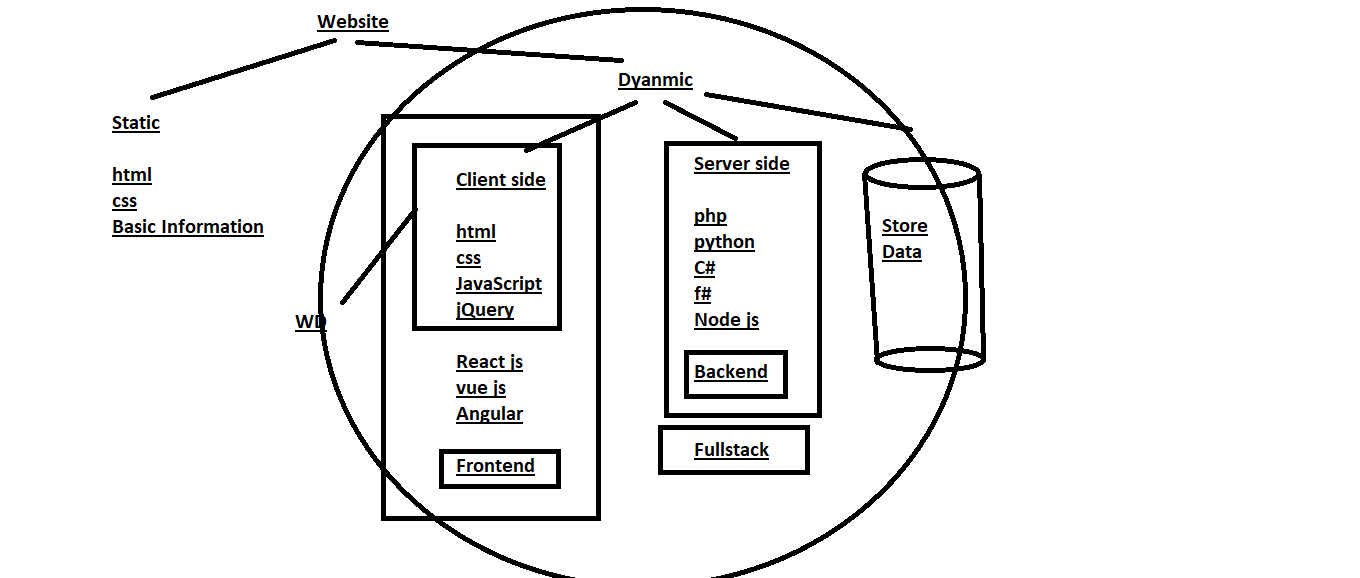 Website
Dyanmic
Static
html
css
Basic Information
WD
Client side
html
css
JavaScript
jQuery
React js
vue js
Angular
Frontend
Server side
php
python
C#
f#
Node js
Backend
Fullstack
Store
Data